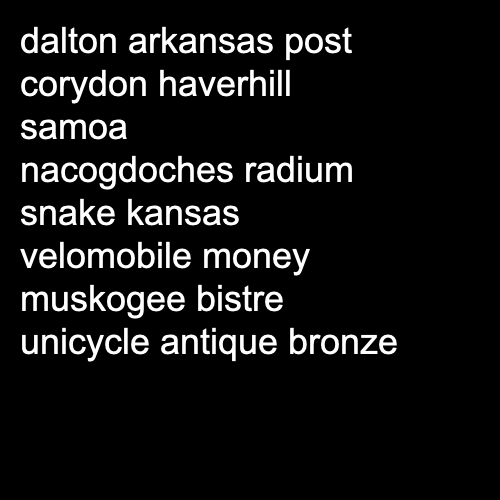 dalton arkansas post
corydon haverhill
samoa
nacogdoches radium
snake kansas
velomobile money
muskogee bistre
unicycle antique bronze